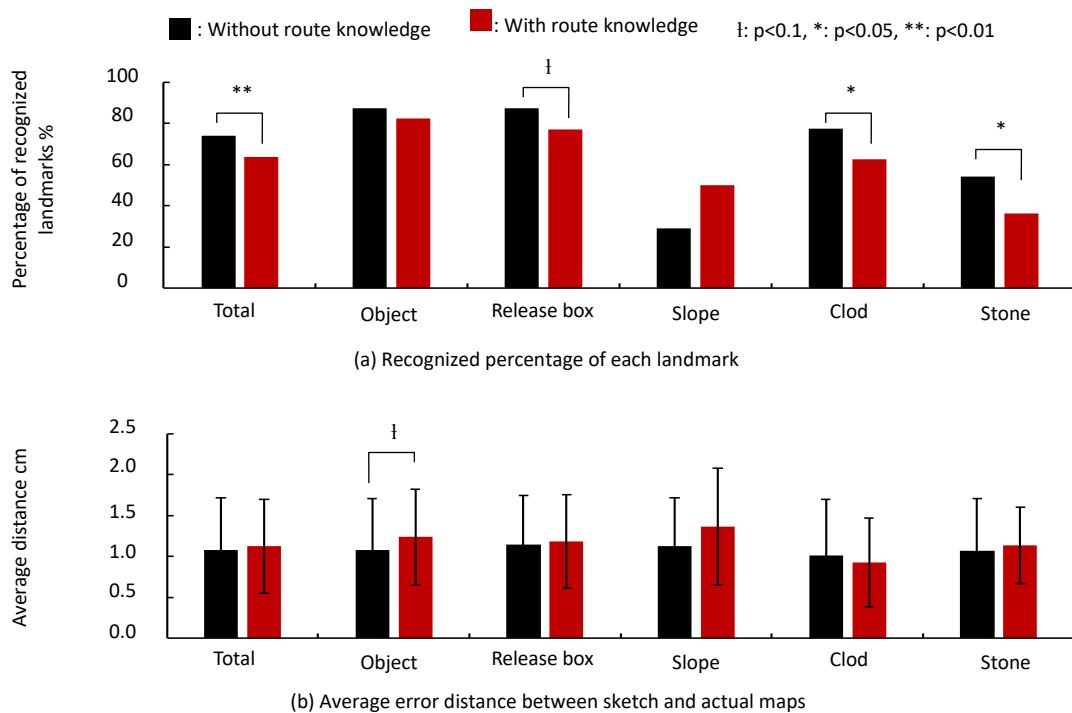 : Without route knowledge : With route knowledge ƚ: p<0.1, *: p<0.05, **: p<0.01
Percentage of recognized
landmarks %
100
80
60
40
20
0
**
ƚ
*
*
Total Object Release box Slope Clod Stone
(a) Recognized percentage of each landmark
Average distance cm
2.5
2.0
1.5
1.0
0.5
0.0
ƚ
Total Object Release box Slope Clod Stone
(b) Average error distance between sketch and actual maps